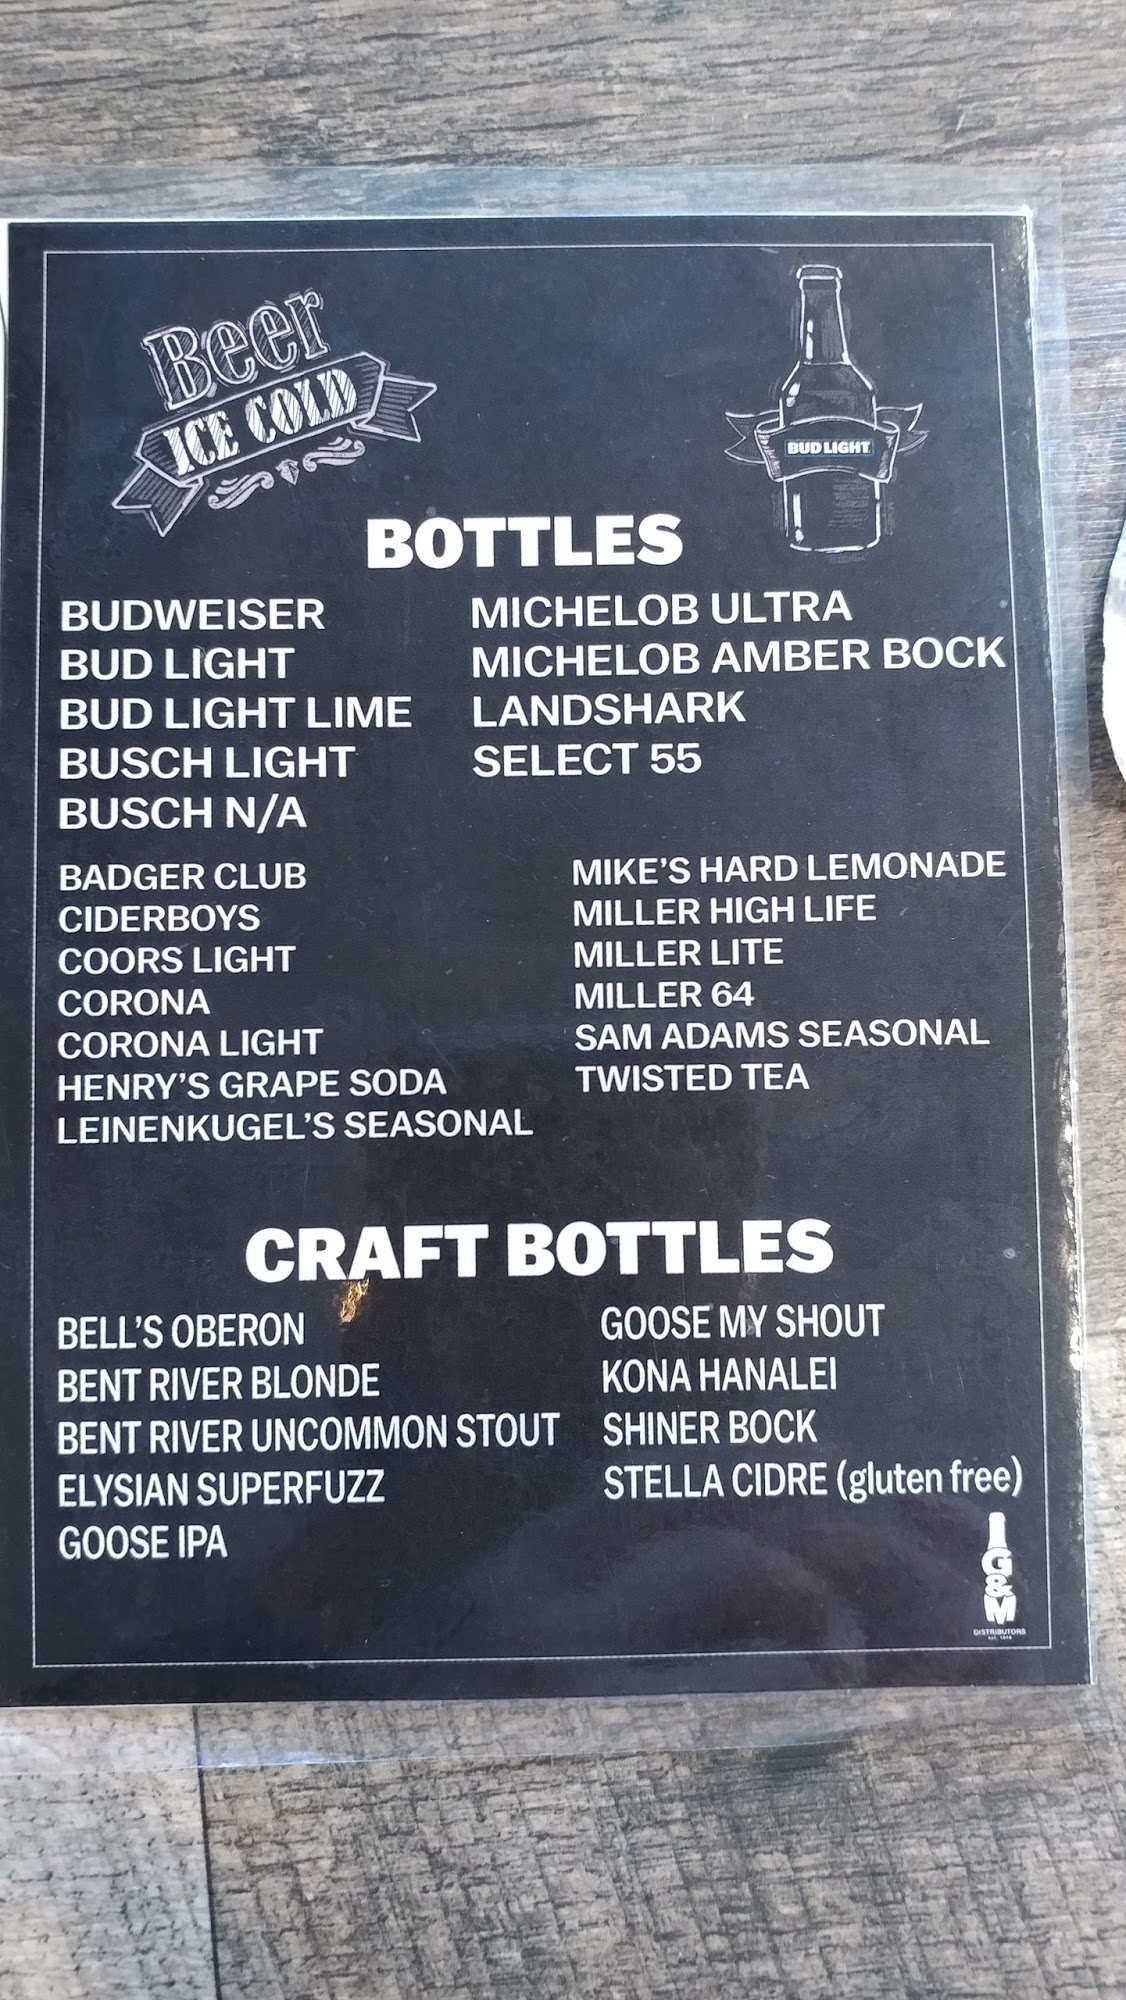 Beer
ICE COLD
BUD LIGHT
BOTTLES
BUDWEISER
BUD LIGHT
BUD LIGHT LIME
BUSCH LIGHT
BUSCH N/A
MICHELOB ULTRA
MICHELOB AMBER BOCK
LANDSHARK
SELECT 55
BADGER CLUB
CIDERBOYS
COORS LIGHT
CORONA
CORONA LIGHT
HENRY'S GRAPE SODA
LEINENKUGEL'S SEASONAL
MIKE'S HARD LEMONADE
MILLER HIGH LIFE
MILLER LITE
MILLER 64
SAM ADAMS SEASONAL
TWISTED TEA
CRAFT BOTTLES
BELL'S OBERON
BENT RIVER BLONDE
BENT RIVER UNCOMMON STOUT
ELYSIAN SUPERFUZZ
GOOSE IPA
GOOSE MY SHOUT
KONA HANALEI
SHINER BOCK
STELLA CIDRE (gluten free)
G&M
DISTRIBUTORS